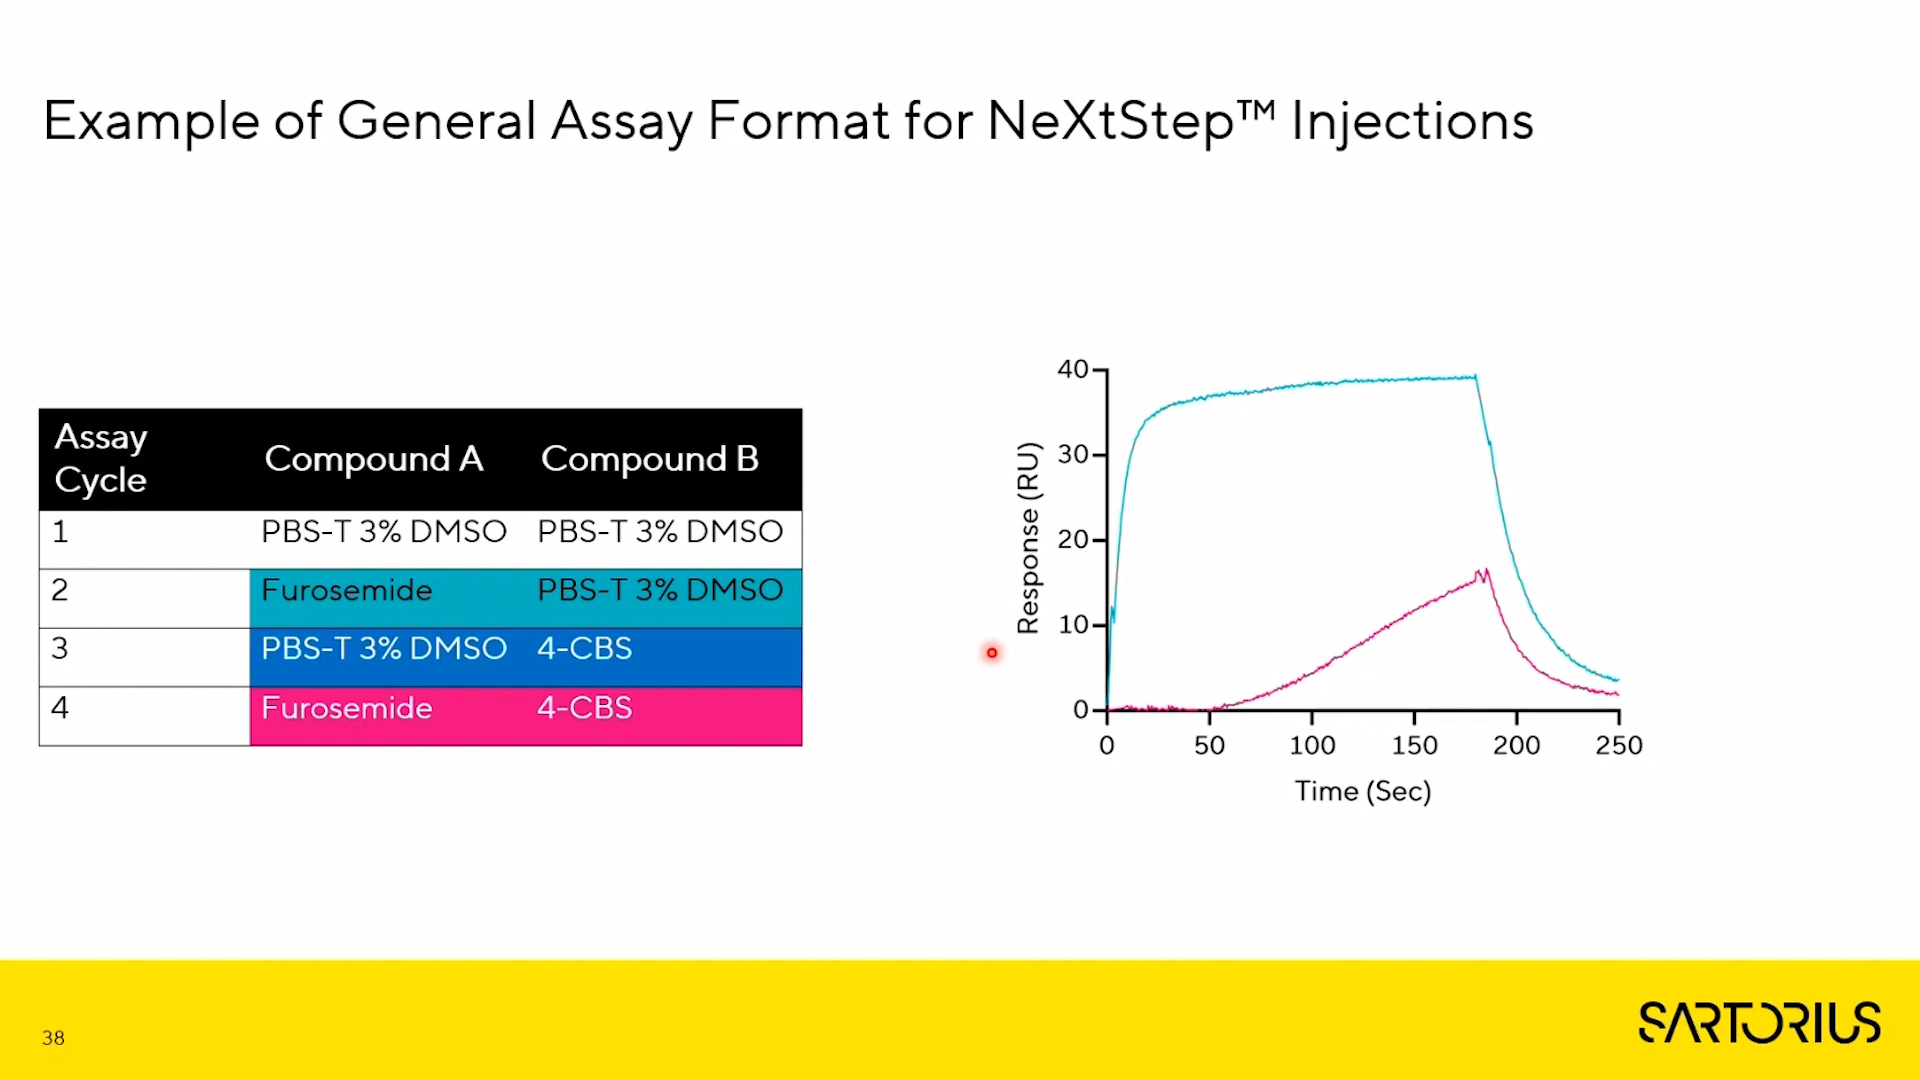 Example of General Assay Format for NeXtStep™ Injections
Assay Cycle
Compound A
Compound B
1 PBS-T 3% DMSO PBS-T 3% DMSO
2 Furosemide PBS-T 3% DMSO
3 PBS-T 3% DMSO 4-CBS
4 Furosemide 4-CBS
Response (RU)
40
30
20
10
0
0 50 100 150 200 250
Time (Sec)
38
SARTORIUS